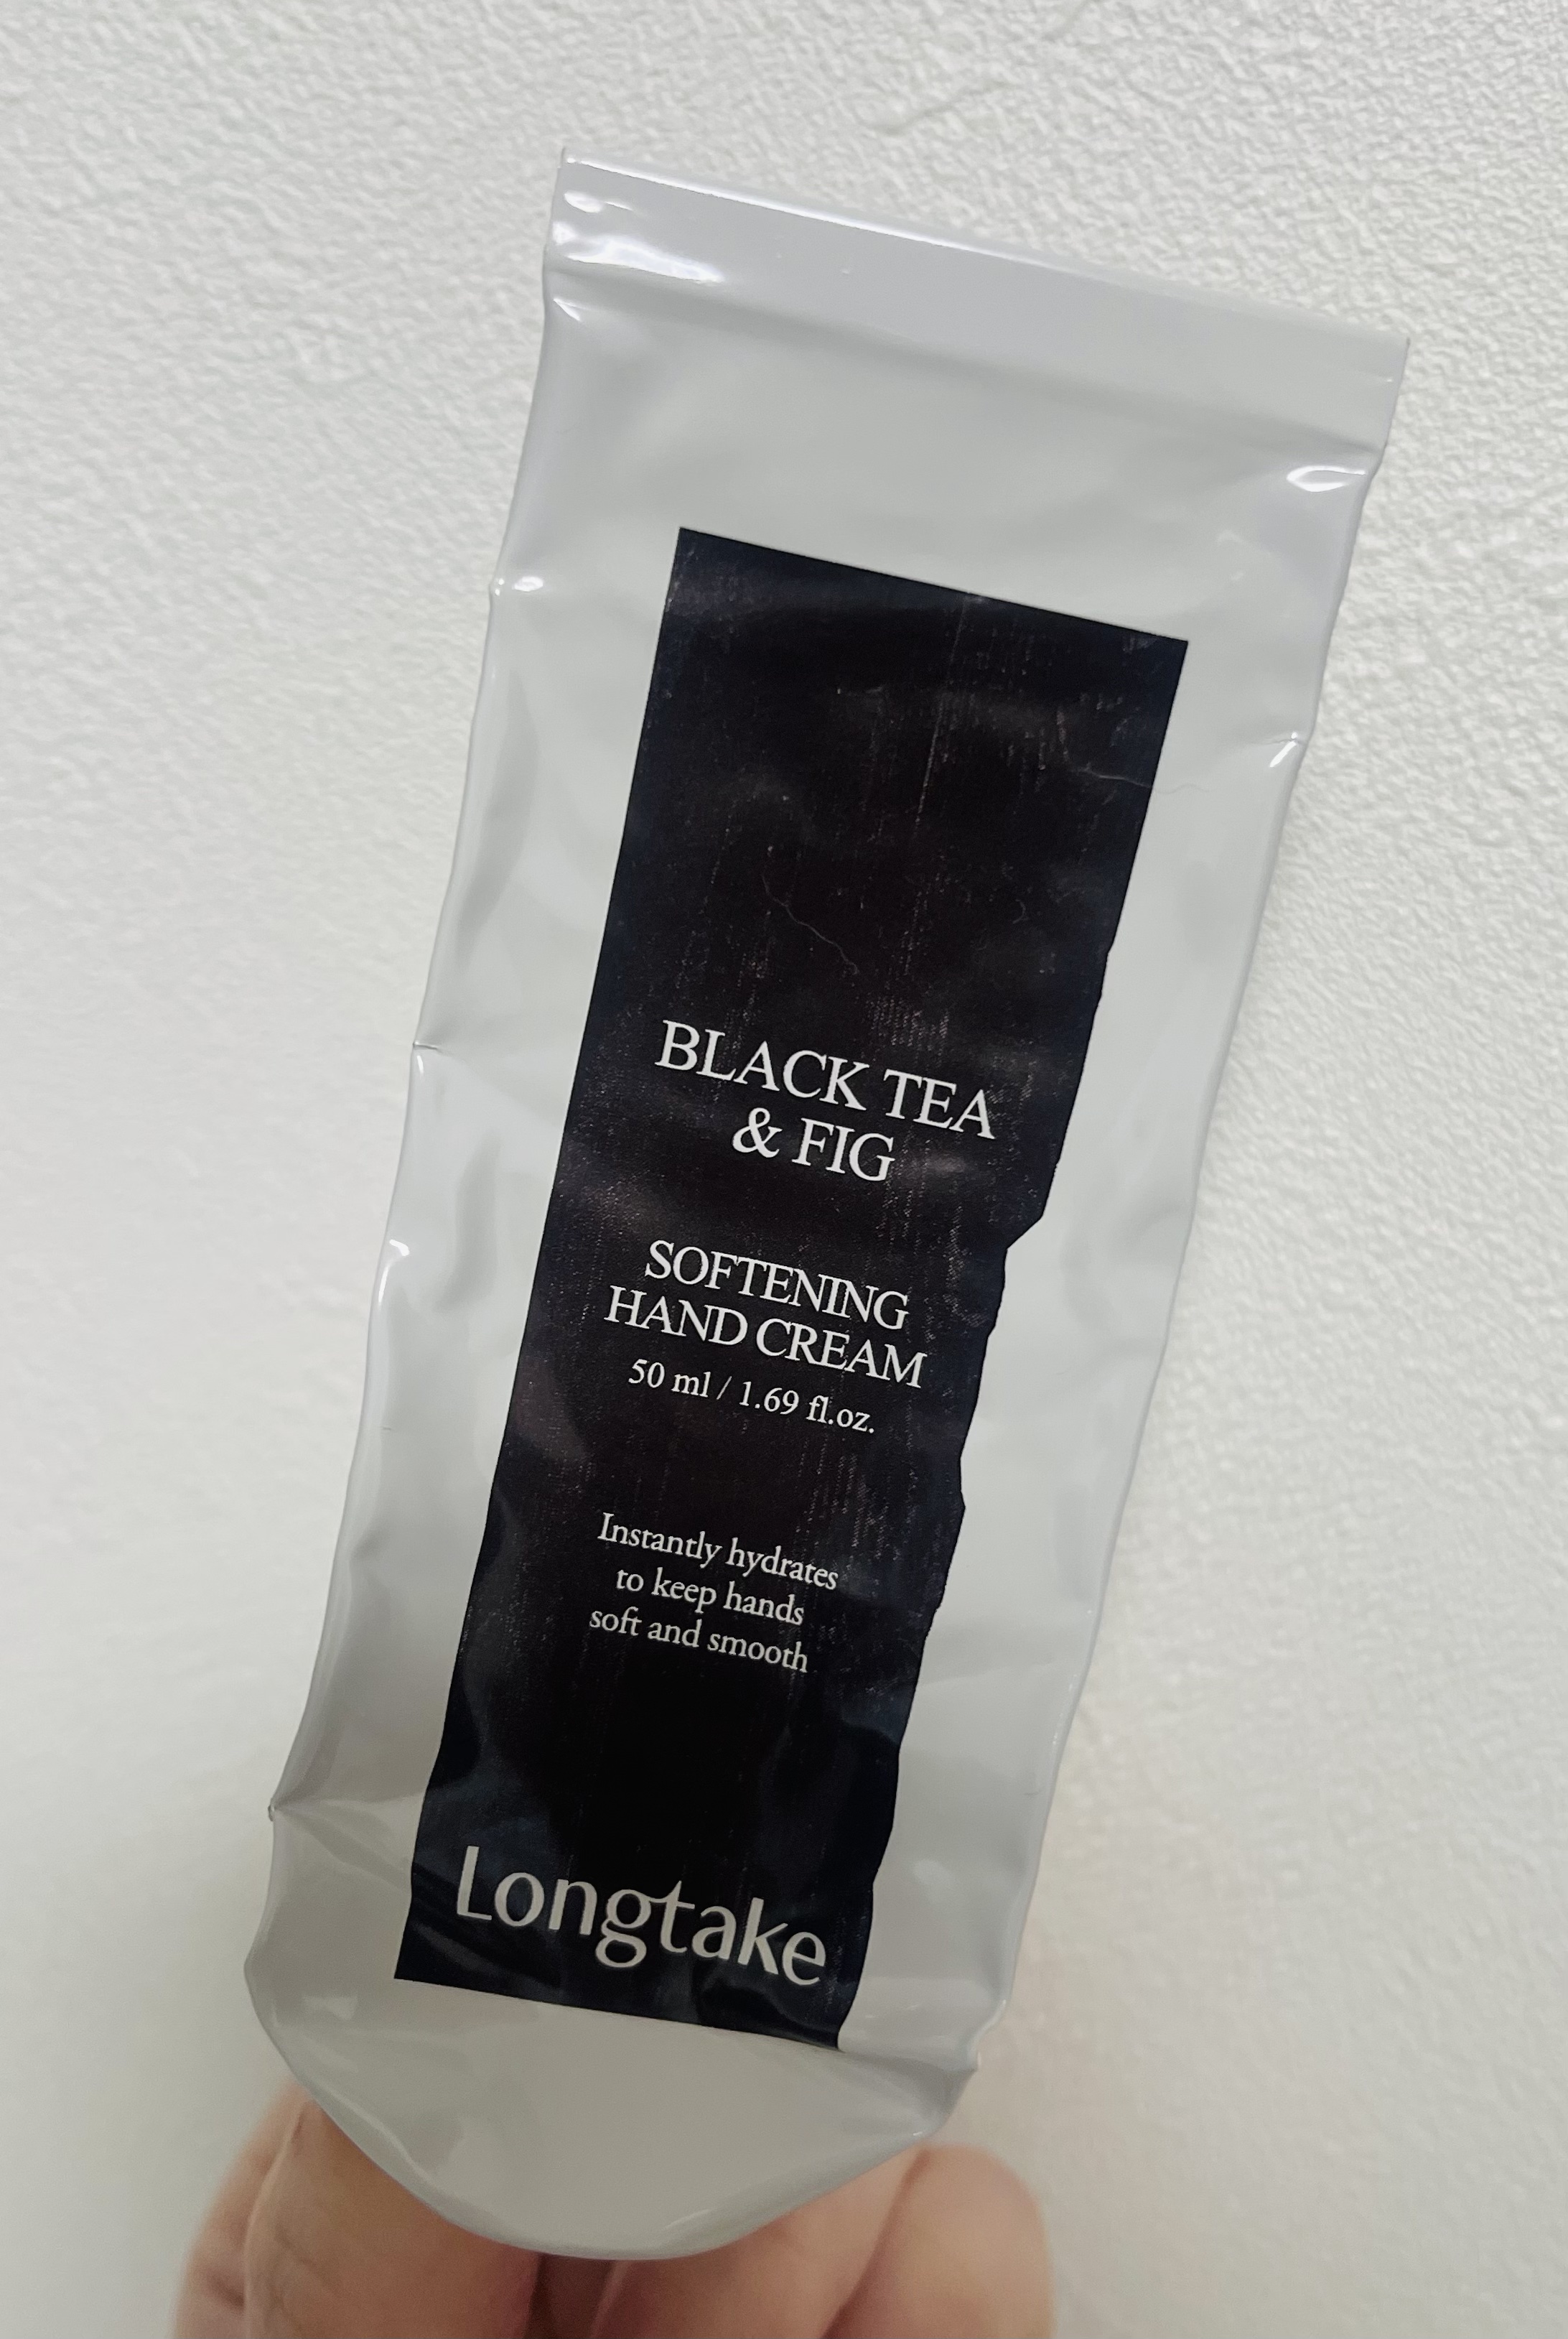 BLACK TEA
& FIG
SOFTENING
HAND CREAM
50 ml / 1.69 fl.oz.
Instantly hydrates
to keep hands
soft and smooth
Longtake